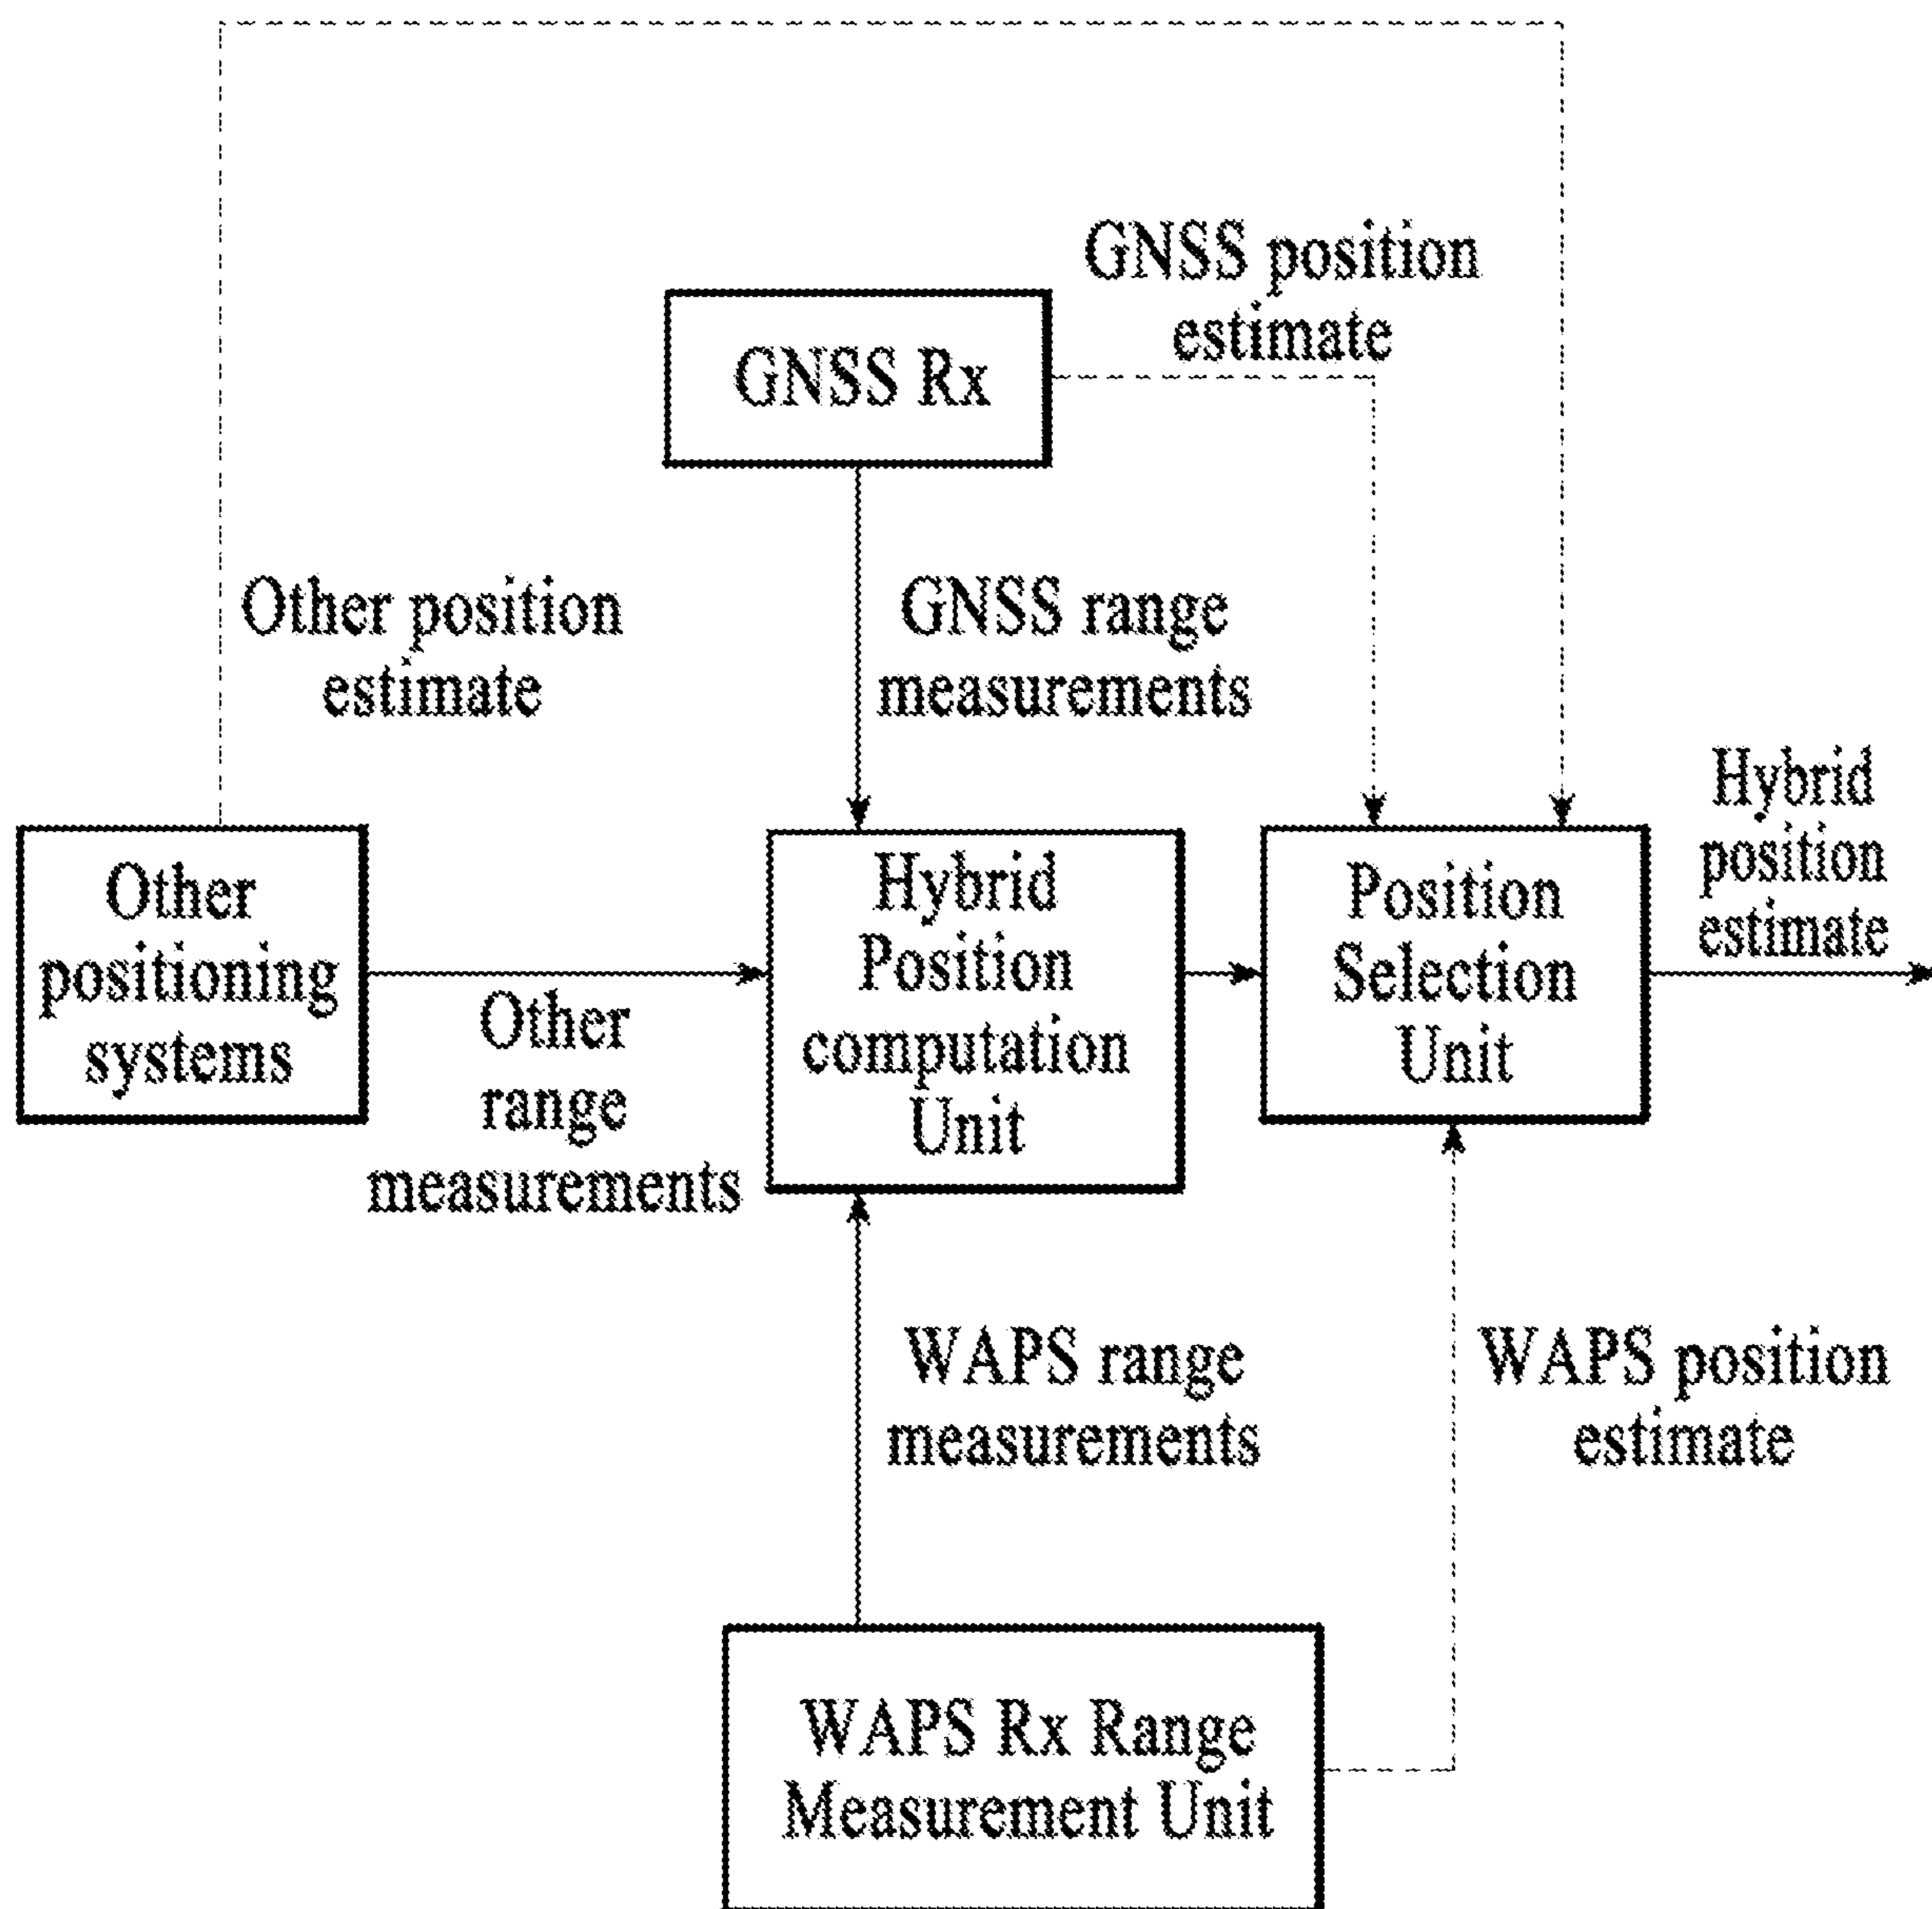 GNSS position
estimate
GNSS Rx
Other position
estimate
GNSS range
measurements
Hybrid
position
estimate
Other
positioning
systems
Other
range
measurements
Hybrid
Position
computation
Unit
Position
Selection
Unit
WAPS range
measurements
WAPS position
estimate
WAPS Rx Range
Measurement Unit